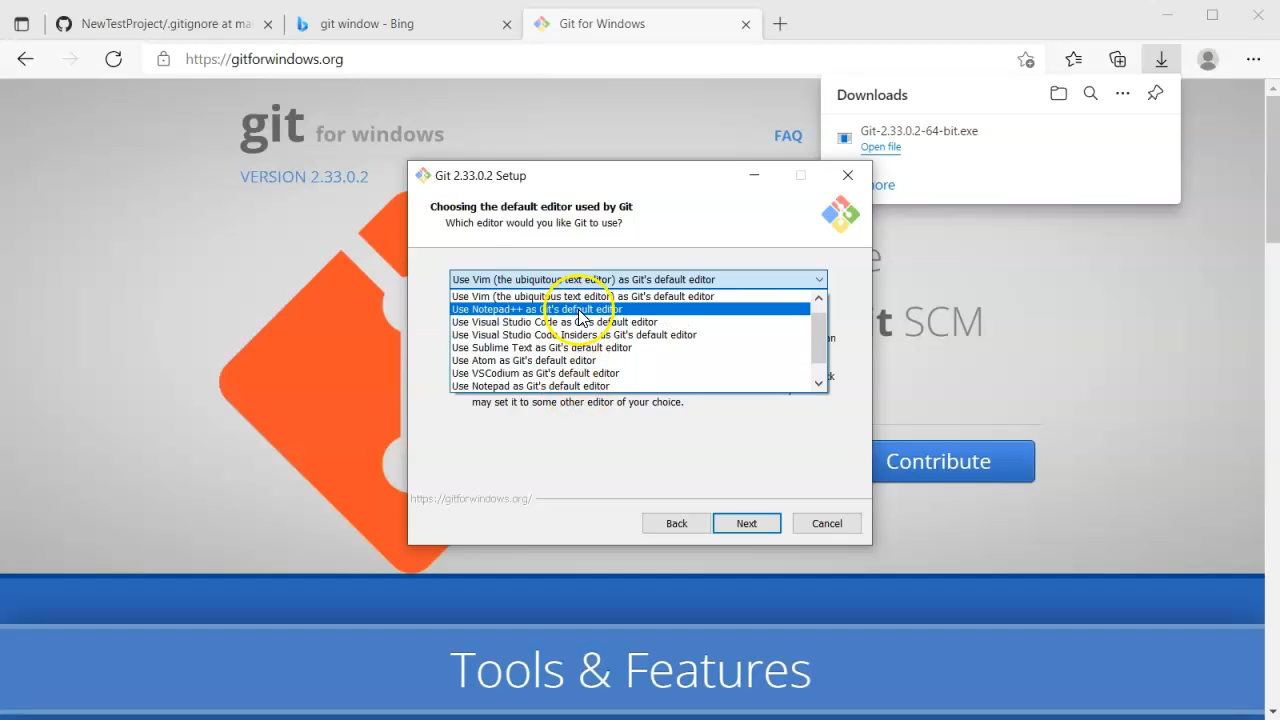 NewTestProject/.gitignore at ma
git window - Bing
Git for Windows
https://gitforwindows.org
Downloads
Git-2.33.0.2-64-bit.exe
Open file
ore
git for windows
FAQ
VERSION 2.33.0.2
Git 2.33.0.2 Setup
Choosing the default editor used by Git
Which editor would you like Git to use?
Use Vim (the ubiquitous text editor) as Git's default editor
Use Vim (the ubiquitous text editor) as Git's default editor
Use Notepad++ as Git's default editor
Use Visual Studio Code as Git's default editor
Use Visual Studio Code Insiders as Git's default editor
Use Sublime Text as Git's default editor
Use Atom as Git's default editor
Use VSCodium as Git's default editor
Use Notepad as Git's default editor
may set it to some other editor of your choice.
https://gitforwindows.org/
Back
Next
Cancel
e
t SCM
an
k
Contribute
Tools & Features